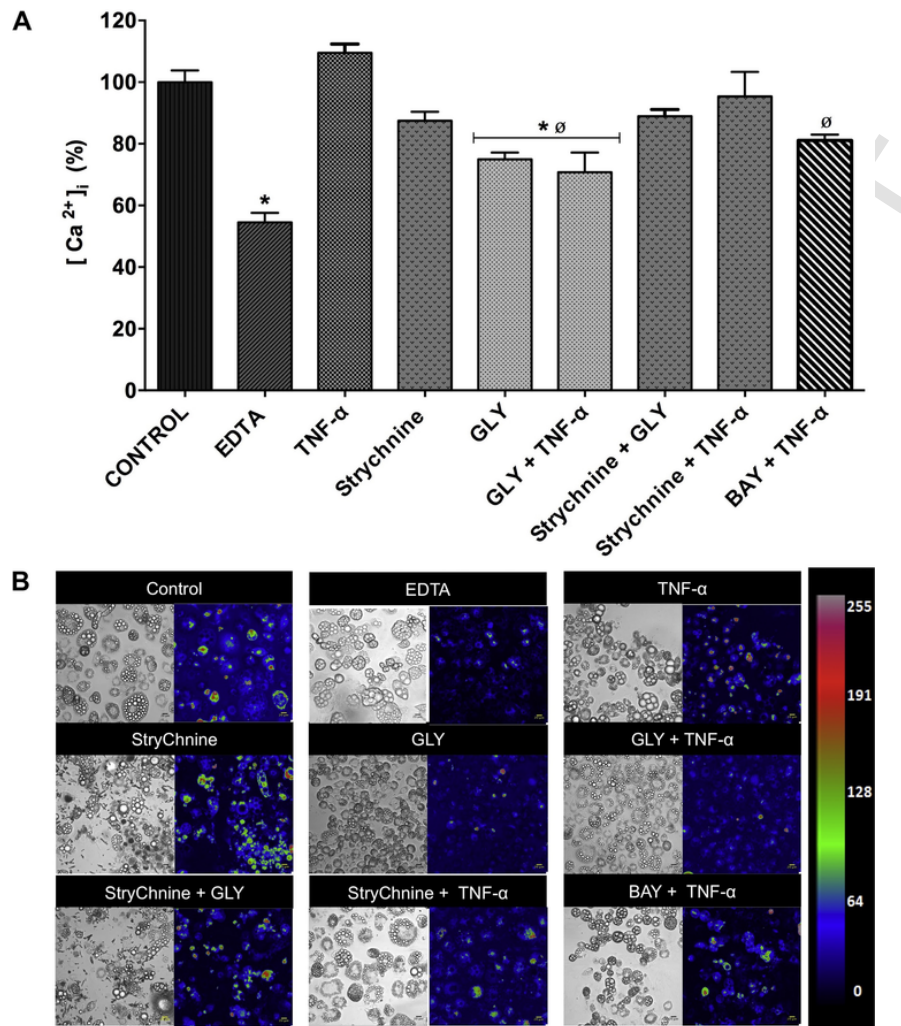 A
[ Ca ²⁺]ᵢ (%)
120
100
80
60
40
20
0
*
* ø
ø
CONTROL
EDTA
TNF-α
Strychnine
GLY
GLY + TNF-α
Strychnine + GLY
Strychnine + TNF-α
BAY + TNF-α
B
Control
EDTA
TNF-α
StryChnine
GLY
GLY + TNF-α
StryChnine + GLY
StryChnine + TNF-α
BAY + TNF-α
255
191
128
64
0